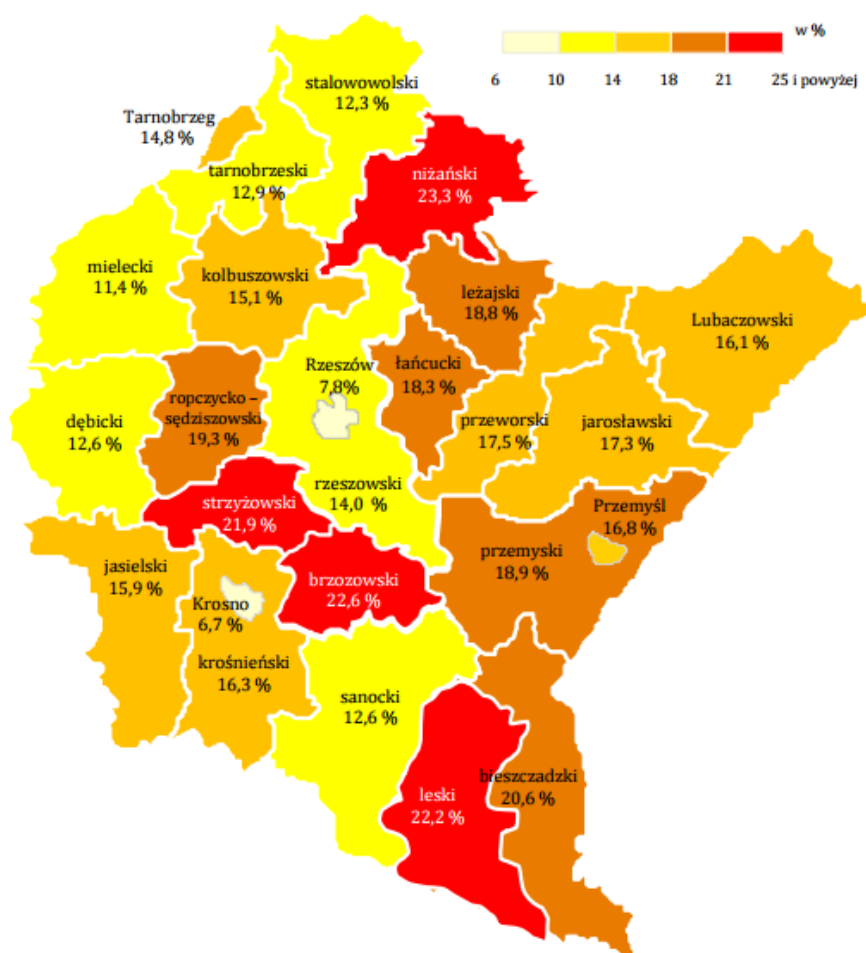 w %
6 10 14 18 21 25 i powyżej
stalowowolski
12,3 %
Tarnobrzeg
14,8 %
tarnobrzeski
12,9 %
niżański
23,3 %
mielecki
11,4 %
kolbuszowski
15,1 %
leżajski
18,8 %
Lubaczowski
16,1 %
Rzeszów
7,8%
łańcucki
18,3 %
ropczycko –
sędziszowski
19,3 %
dębicki
12,6 %
przeworski
17,5 %
jarosławski
17,3 %
rzeszowski
14,0 %
strzyżowski
21,9 %
Przemyśl
16,8 %
przemyski
18,9 %
jasielski
15,9 %
brzozowski
22,6 %
Krosno
6,7 %
krośnieński
16,3 %
sanocki
12,6 %
bieszczadzki
20,6 %
leski
22,2 %